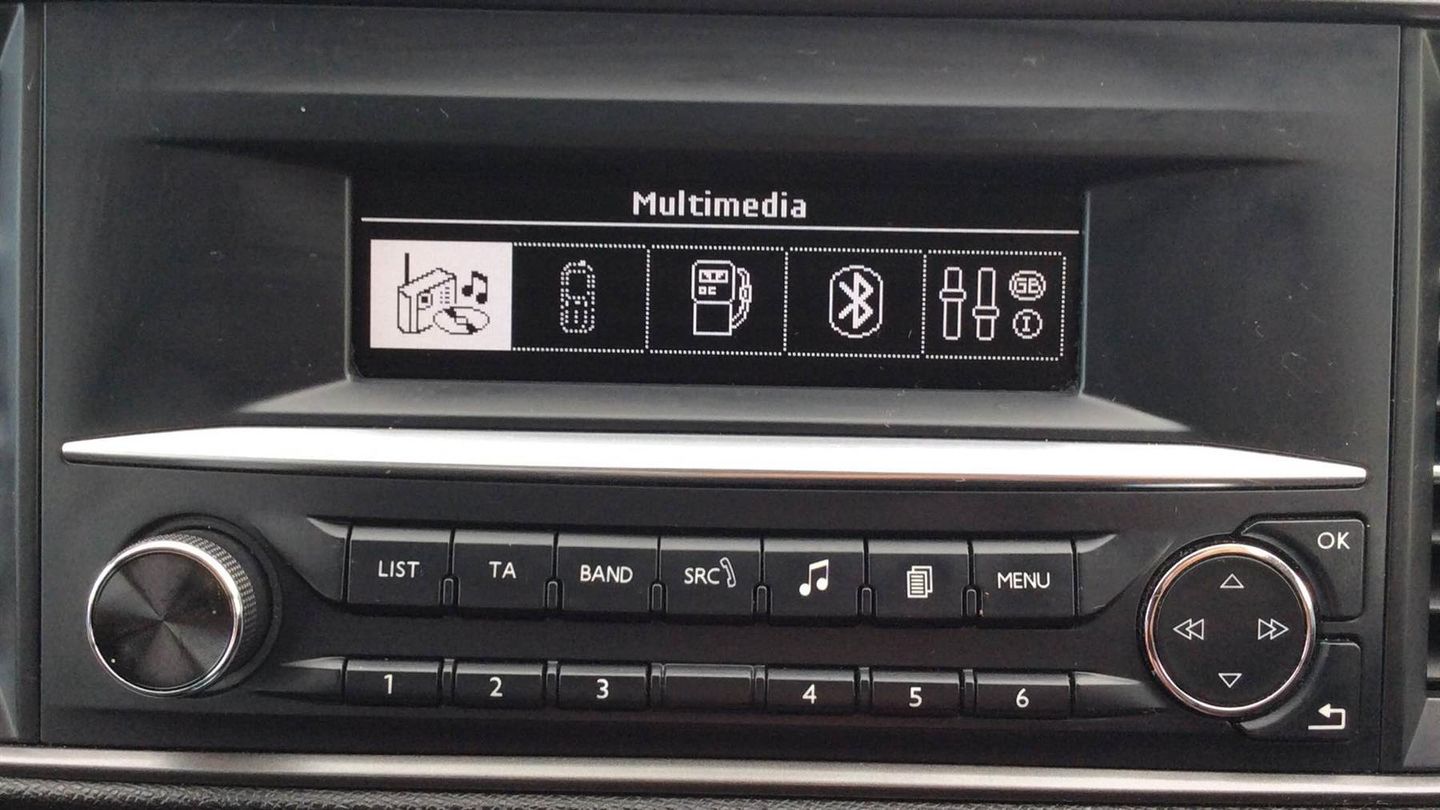 Multimedia
GB
I
LIST TA BAND SRC MENU
OK
1 2 3 4 5 6